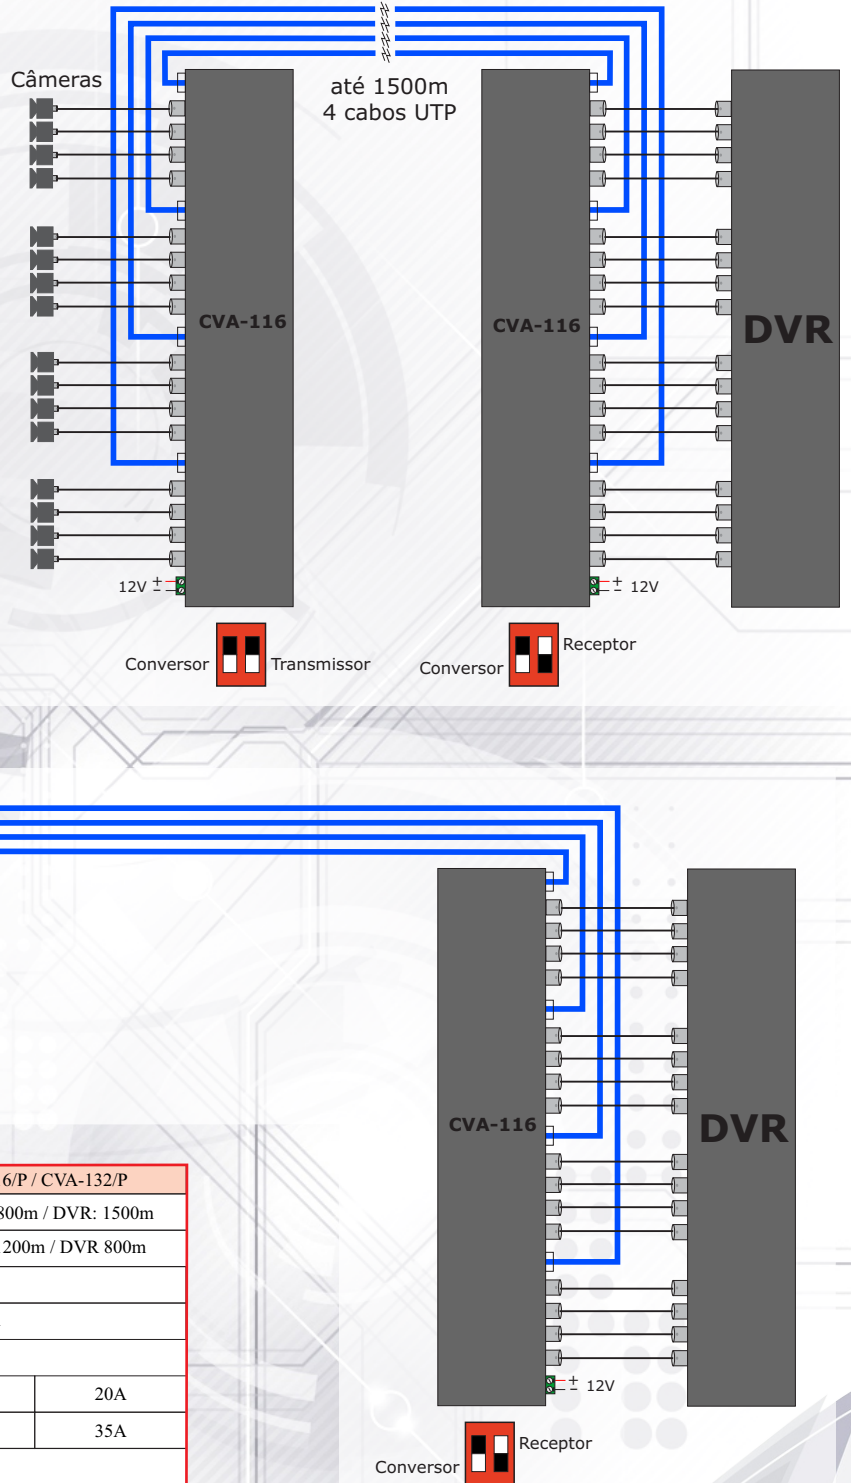 Câmeras
até 1500m
4 cabos UTP
CVA-116
CVA-116
DVR
12V + -
+ - 12V
Conversor
Transmissor
Conversor
Receptor
CVA-116
DVR
6/P / CVA-132/P
800m / DVR: 1500m
200m / DVR 800m
20A
35A
+ - 12V
Conversor
Receptor